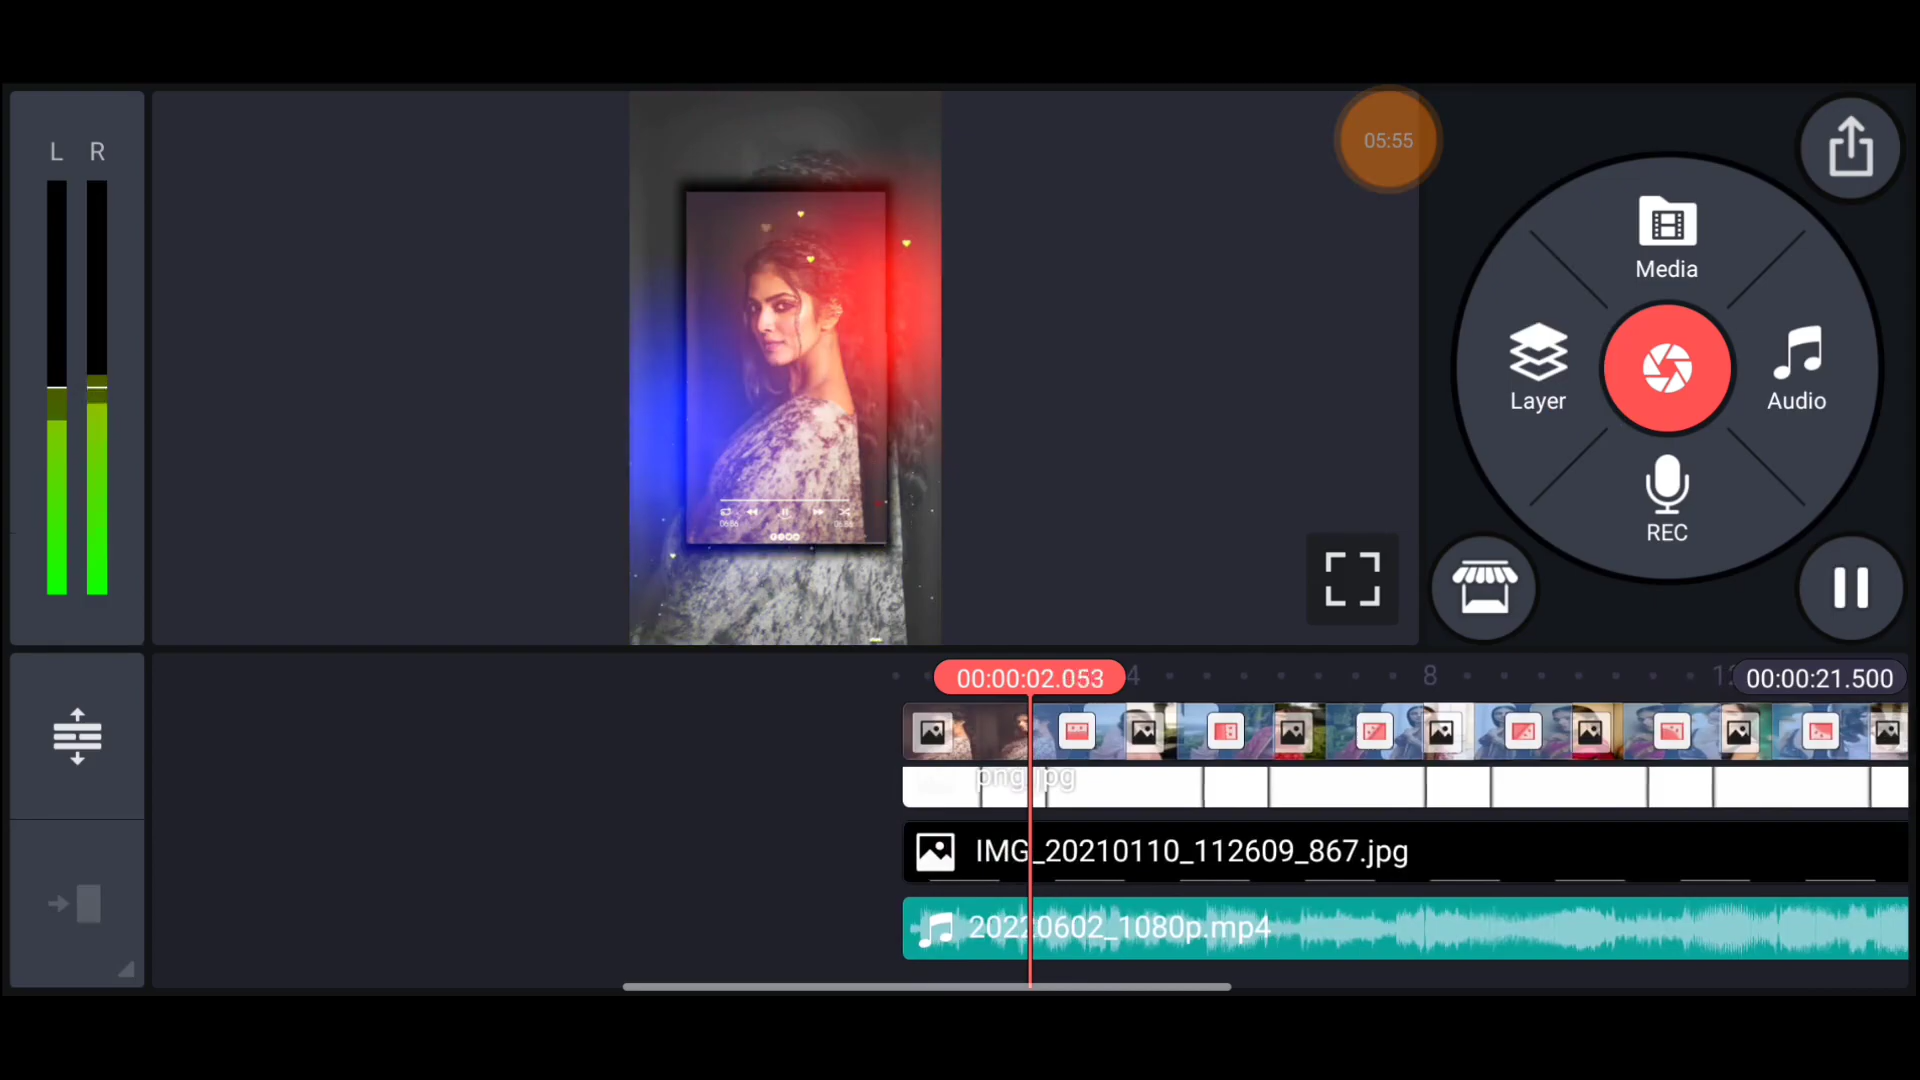 L R
05:55
Media
Layer
Audio
REC
00:00:02.053
4
8
00:00:21.500
png.jpg
IMG_20210110_112609_867.jpg
20220602_1080p.mp4